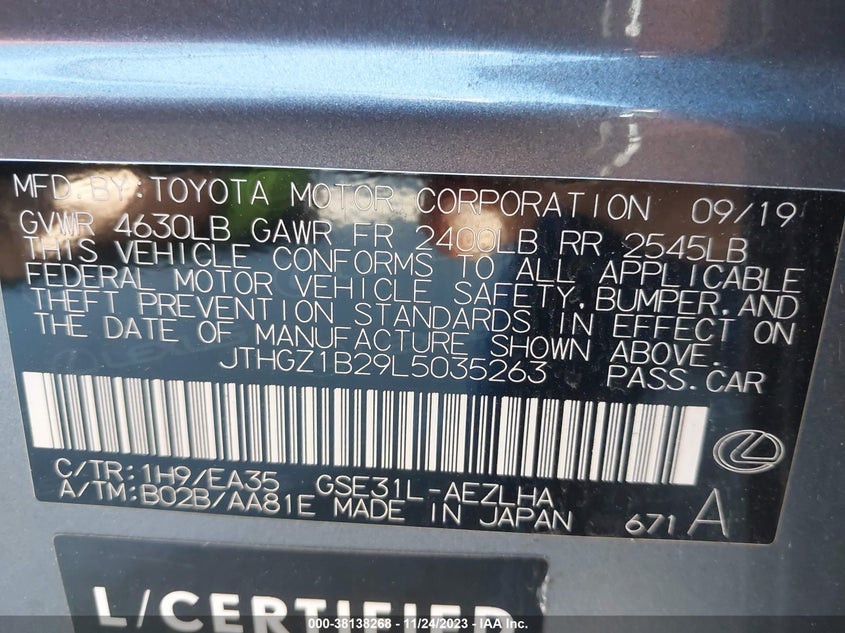 MFD.BY:TOYOTA MOTOR CORPORATION 09/19
GVWR 4630LB GAWR FR 2400LB RR 2545LB
THIS VEHICLE CONFORMS TO ALL APPLICABLE
FEDERAL MOTOR VEHICLE SAFETY,BUMPER,AND
THEFT PREVENTION STANDARDS IN EFFECT ON
THE DATE OF MANUFACTURE SHOWN ABOVE.
JTHGZ1B29L5035263 PASS.CAR
C/TR:1H9/EA35 GSE31L-AEZLHA
A/TM:B02B/AA81E MADE IN JAPAN 671 A
L/CERTIFIED
000-38138268 - 11/24/2023 - IAA Inc.